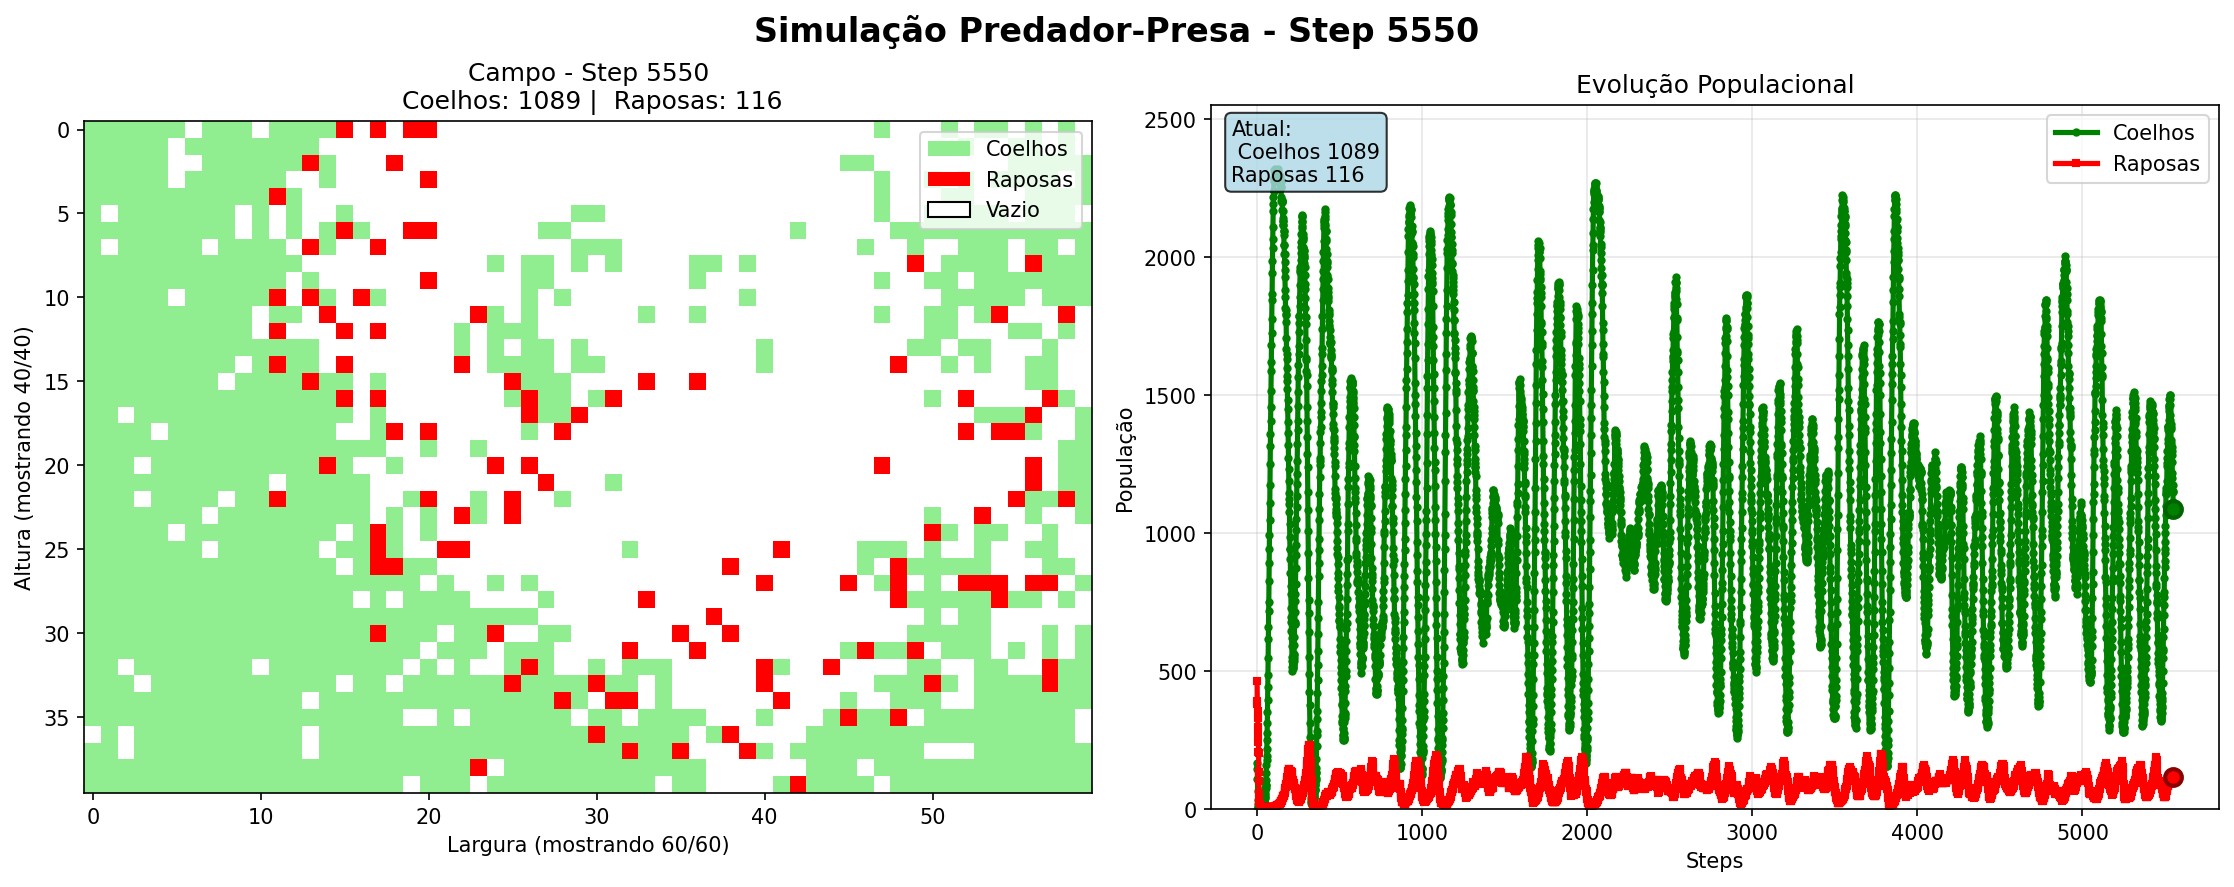 Simulação Predador-Presa - Step 5550
Campo - Step 5550
Coelhos: 1089 |  Raposas: 116
0
5
10
15
20
25
30
35
Altura (mostrando 40/40)
0
10
20
30
40
50
Largura (mostrando 60/60)
Coelhos
Raposas
Vazio
Evolução Populacional
Atual:
Coelhos 1089
Raposas 116
Coelhos
Raposas
2500
2000
1500
1000
500
0
População
0
1000
2000
3000
4000
5000
Steps